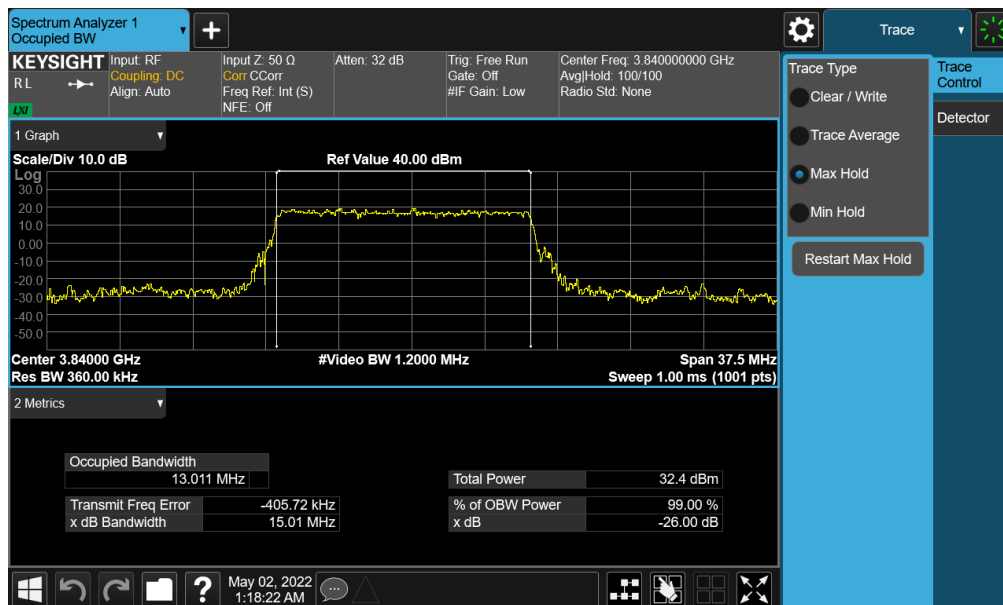 Spectrum Analyzer 1
Occupied BW
+
Trace
KEYSIGHT
R L
LXI
Input: RF
Coupling: DC
Align: Auto
Input Z: 50 Ω
Corr CCorr
Freq Ref: Int (S)
NFE: Off
Atten: 32 dB
Trig: Free Run
Gate: Off
#IF Gain: Low
Center Freq: 3.840000000 GHz
Avg|Hold: 100/100
Radio Std: None
Trace Type
Clear / Write
Trace Average
Max Hold
Min Hold
Restart Max Hold
Trace
Control
Detector
1 Graph
Scale/Div 10.0 dB
Ref Value 40.00 dBm
Log
30.0
20.0
10.0
0.00
-10.0
-20.0
-30.0
-40.0
-50.0
Center 3.84000 GHz
#Video BW 1.2000 MHz
Span 37.5 MHz
Res BW 360.00 kHz
Sweep 1.00 ms (1001 pts)
2 Metrics
Occupied Bandwidth
13.011 MHz
Total Power 32.4 dBm
Transmit Freq Error -405.72 kHz
% of OBW Power 99.00 %
x dB Bandwidth 15.01 MHz
x dB -26.00 dB
?
May 02, 2022
1:18:22 AM